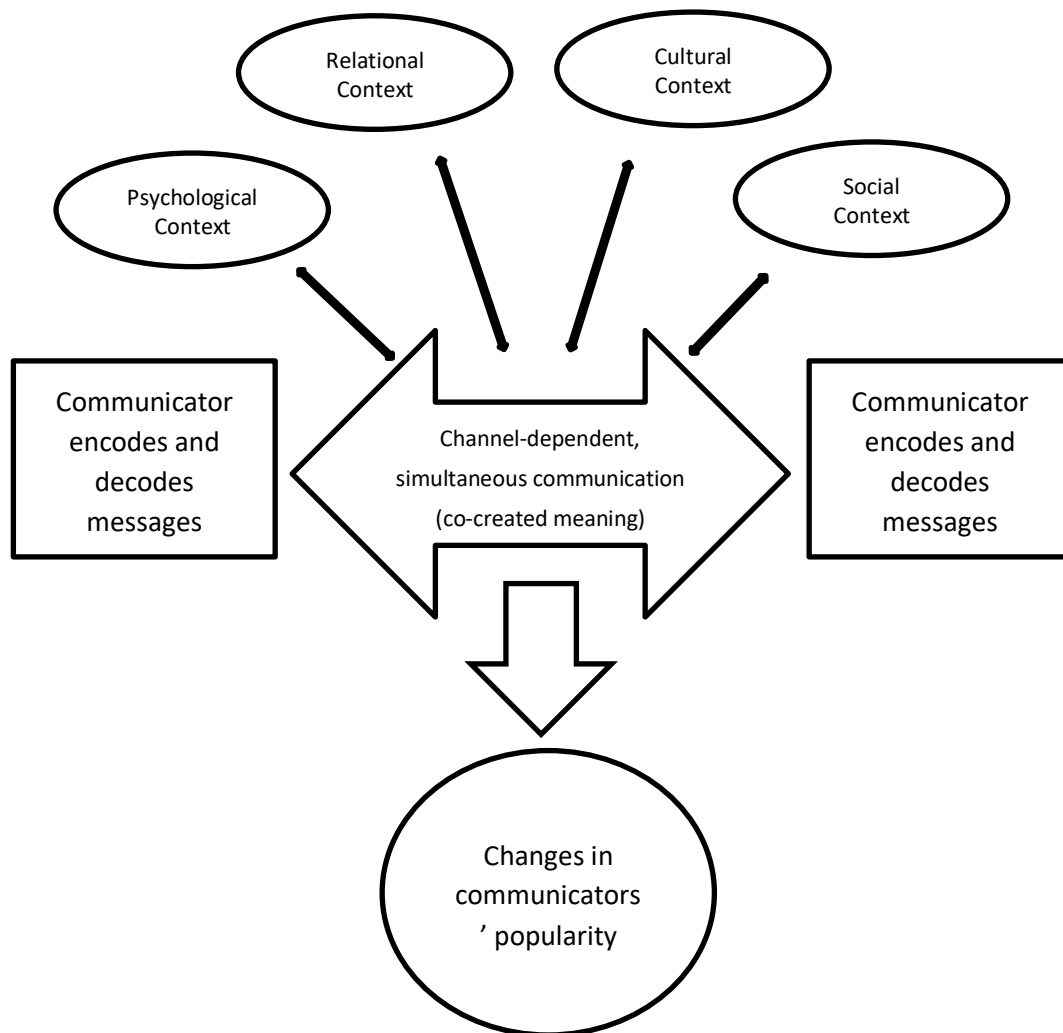 Relational
Context
Cultural
Context
Psychological
Context
Social
Context
Communicator
encodes and
decodes
messages
Channel-dependent,
simultaneous communication
(co-created meaning)
Communicator
encodes and
decodes
messages
Changes in
communicators
’ popularity